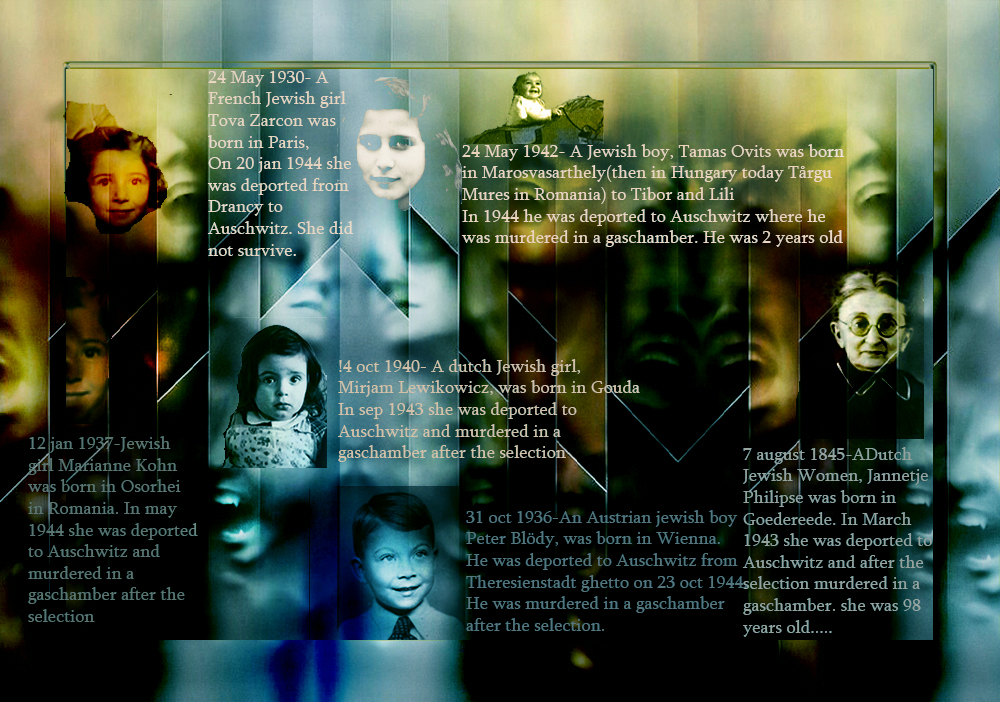 24 May 1930- A
French Jewish girl
Tova Zarcon was
born in Paris,
On 20 jan 1944 she
was deported from
Drancy to
Auschwitz. She did
not survive.
24 May 1942- A Jewish boy, Tamas Ovits was born
in Marosvasarthely(then in Hungary today Târgu
Mures in Romania) to Tibor and Lili
In 1944 he was deported to Auschwitz where he
was murdered in a gaschamber. He was 2 years old
!4 oct 1940- A dutch Jewish girl,
Mirjam Lewikowicz, was born in Gouda
In sep 1943 she was deported to
Auschwitz and murdered in a
gaschamber after the selection
12 jan 1937-Jewish
girl Marianne Kohn
was born in Osorhei
in Romania. In may
1944 she was deported
to Auschwitz and
murdered in a
gaschamber after the
selection
31 oct 1936-An Austrian jewish boy
Peter Blödy, was born in Wienna.
He was deported to Auschwitz from
Theresienstadt ghetto on 23 oct 1944
He was murdered in a gaschamber
after the selection.
7 august 1845-ADutch
Jewish Women, Jannetje
Philipse was born in
Goedereede. In March
1943 she was deported to
Auschwitz and after the
selection murdered in a
gaschamber. she was 98
years old.....